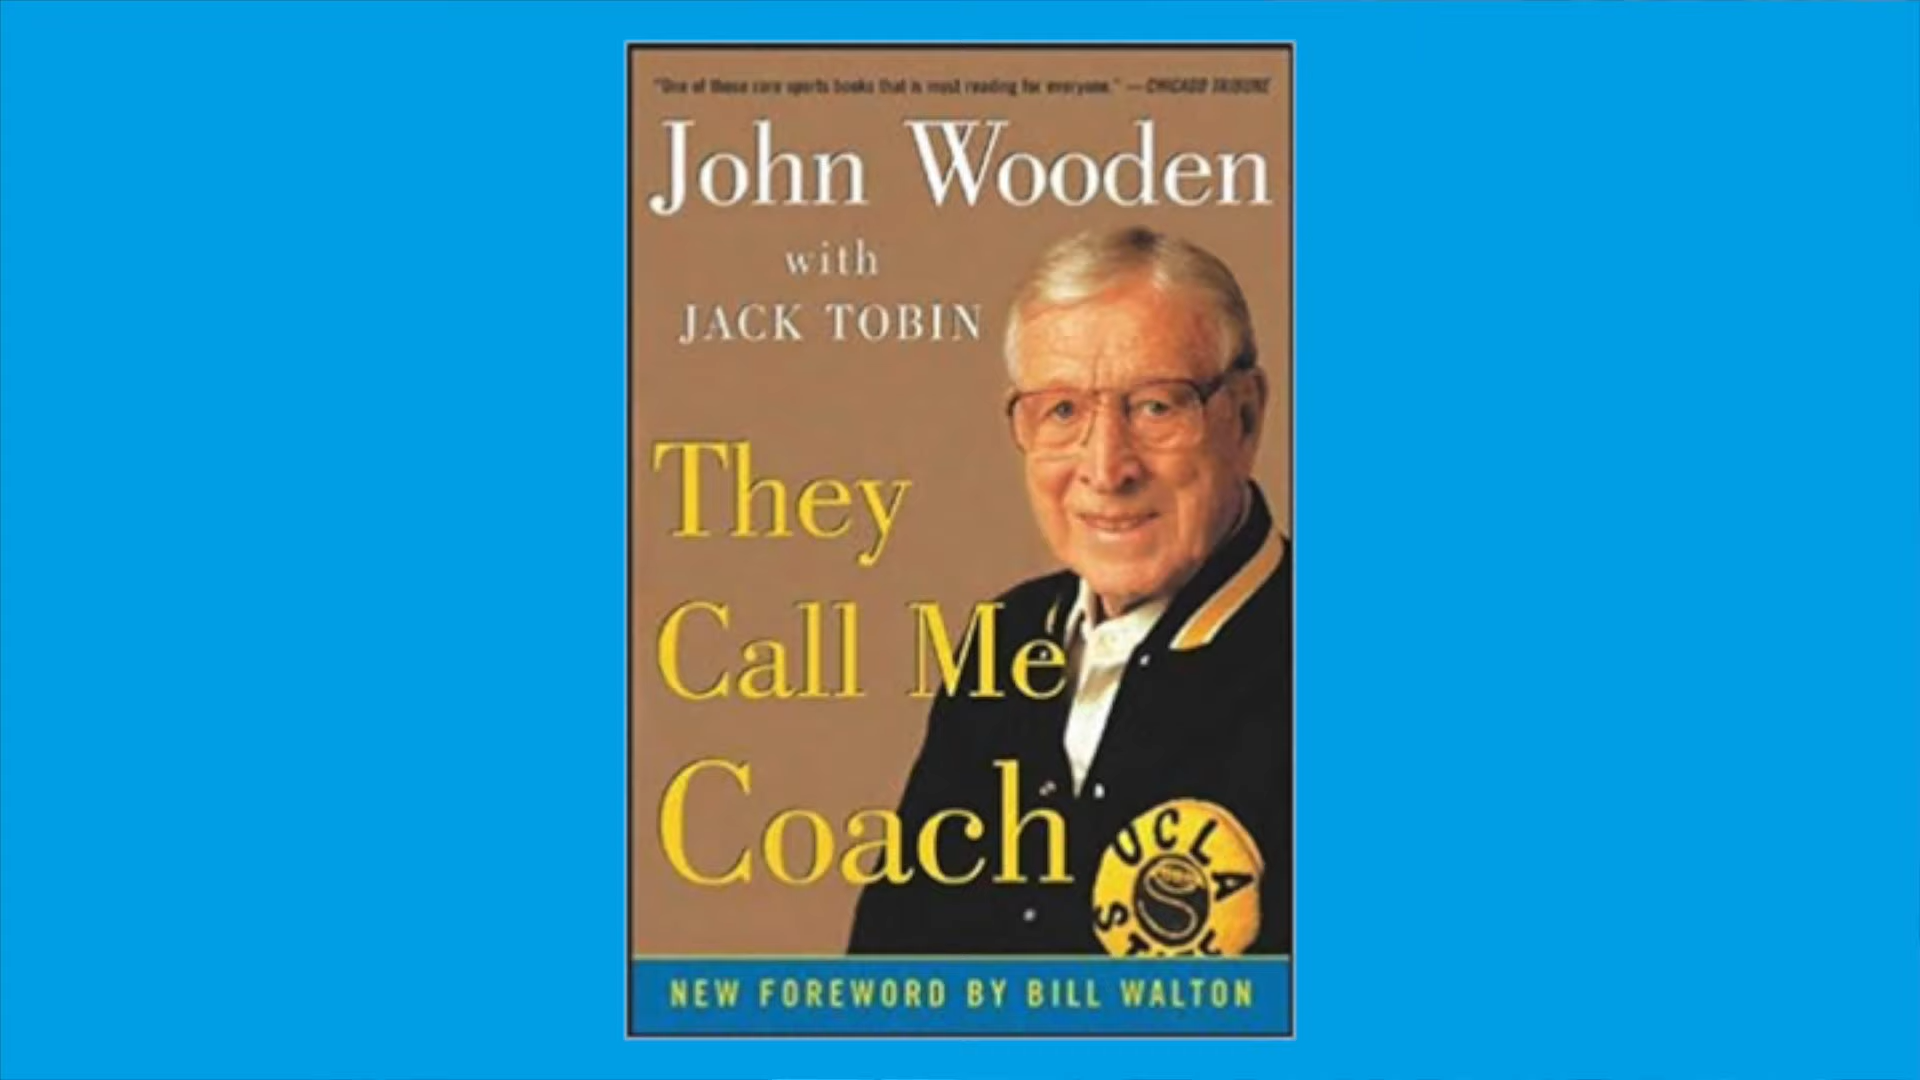 "One of those rare sports books that is must reading for everyone." —CHICAGO TRIBUNE
John Wooden
with
JACK TOBIN
They
Call Me
Coach
UCLA
NEW FOREWORD BY BILL WALTON